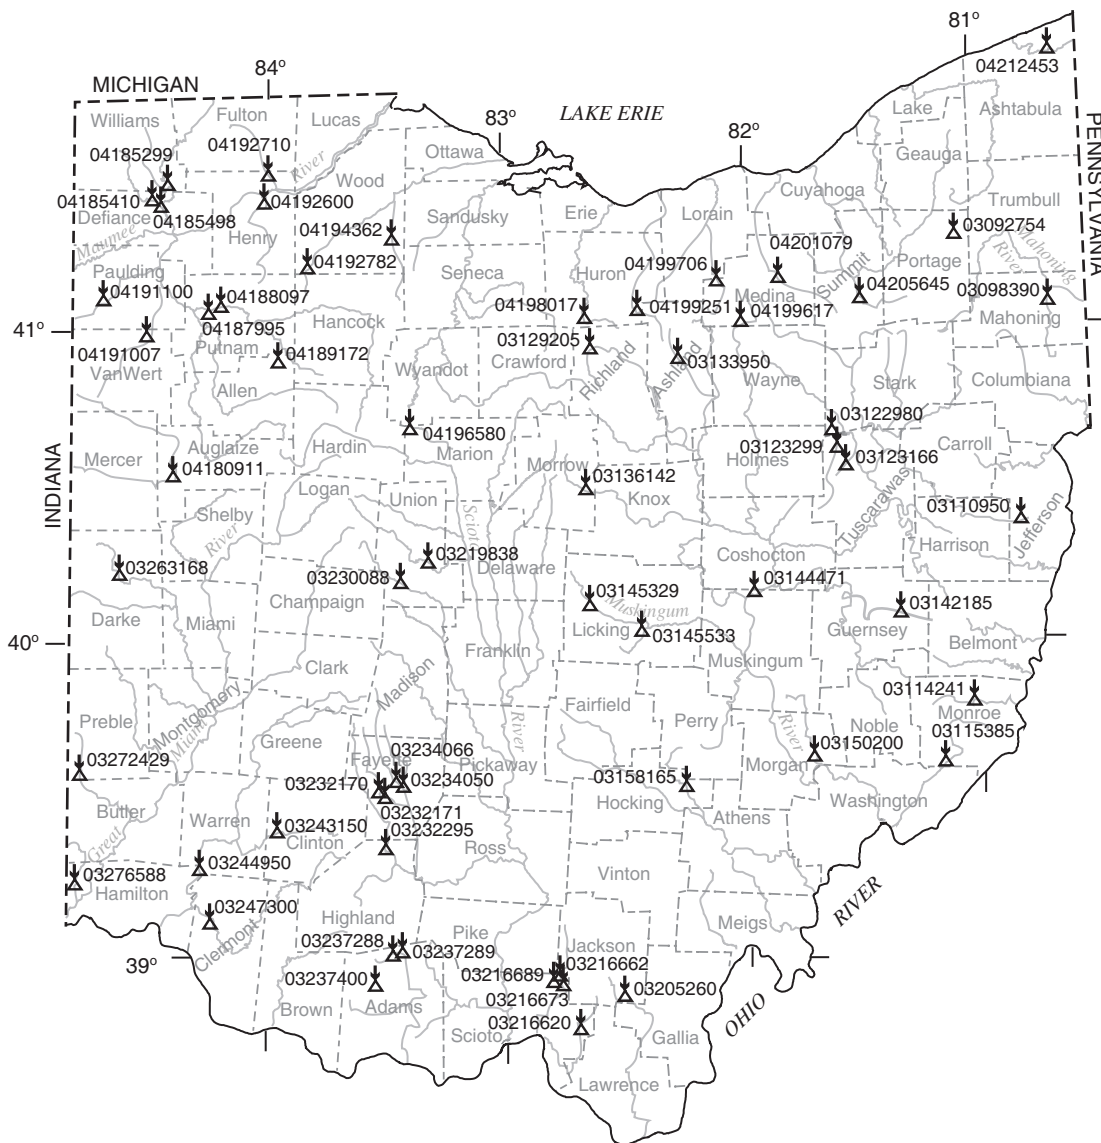 81°
04212453
84°
MICHIGAN
83°
LAKE ERIE
82°
Lake
Ashtabula
PENNSYLVANIA
Williams
Fulton
Lucas
Ottawa
Geauga
04185299
04192710
River
Wood
Cuyahoga
Trumbull
04185410
04192600
Defiance
04185498
Sandusky
Erie
Lorain
03092754
Maumee
Henry
04194362
04201079
Mahoning
River
Paulding
04192782
Seneca
Huron
04199706
Summit
Portage
04191100
04188097
04198017
04199251
Medina
04205645
03098390
04199617
Mahoning
41°
04187995
Hancock
04191007
Putnam
04189172
03129205
VanWert
Wyandot
Crawford
Richland
Ashland
03133950
Wayne
Stark
Columbiana
Allen
03122980
04196580
Mercer
Auglaize
Hardin
Marion
03123299
Carroll
INDIANA
04180911
Morrow
Holmes
03123166
Logan
Union
03136142
Knox
Tuscarawas
03110950
Jefferson
Shelby
River
Scioto
Harrison
03263168
03219838
Delaware
Coshocton
03230088
03144471
Champaign
03145329
Muskingum
03142185
Darke
Miami
Licking
Guernsey
40°
03145533
Belmont
Clark
Franklin
Muskingum
Madison
03114241
Preble
Montgomery
Miami
Fairfield
Perry
River
Noble
Monroe
Greene
River
03115385
03234066
03150200
03272429
Fayette
Pickaway
Morgan
03232170
03234050
03158165
Butler
03232171
Hocking
Washington
Great
Warren
03243150
03232295
Athens
Clinton
Ross
03244950
03276588
Vinton
Hamilton
RIVER
03247300
Highland
Meigs
Clermont
Pike
Jackson
03237288
03237289
03216662
39°
03216689
03237400
03205260
Adams
03216673
OHIO
Brown
03216620
Scioto
Gallia
Lawrence